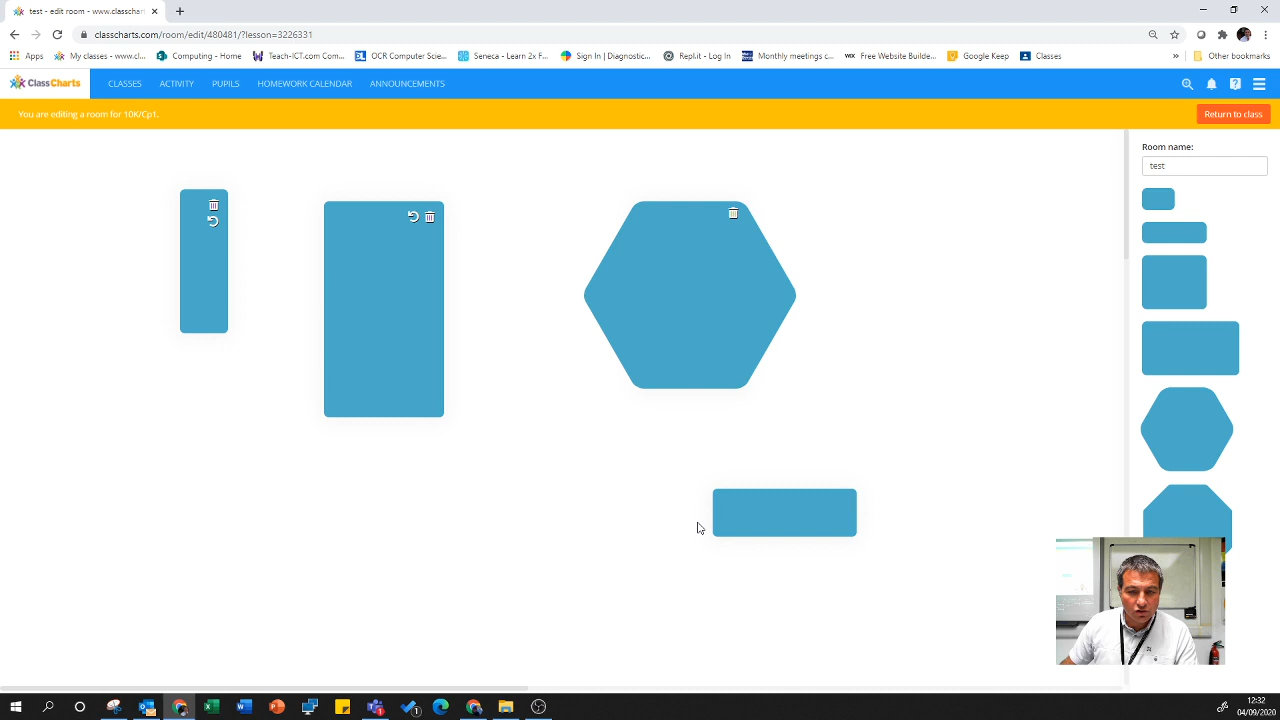 test - edit room - classcharts.c
classcharts.com/room/edit/480481/?lesson=3226331
Apps My classes - www.cl... Computing - Home Teach-ICT.com Com... OCR Computer Scie... Seneca - Learn 2x F... Sign In | Diagnostic... Replit - Log In Monthly meetings c... WIX Free Website Builde... Google Keep Classes » Other bookmarks
ClassCharts CLASSES ACTIVITY PUPILS HOMEWORK CALENDAR ANNOUNCEMENTS
You are editing a room for 10K/Cp1. Return to class
Room name:
test
12:32
04/09/2020